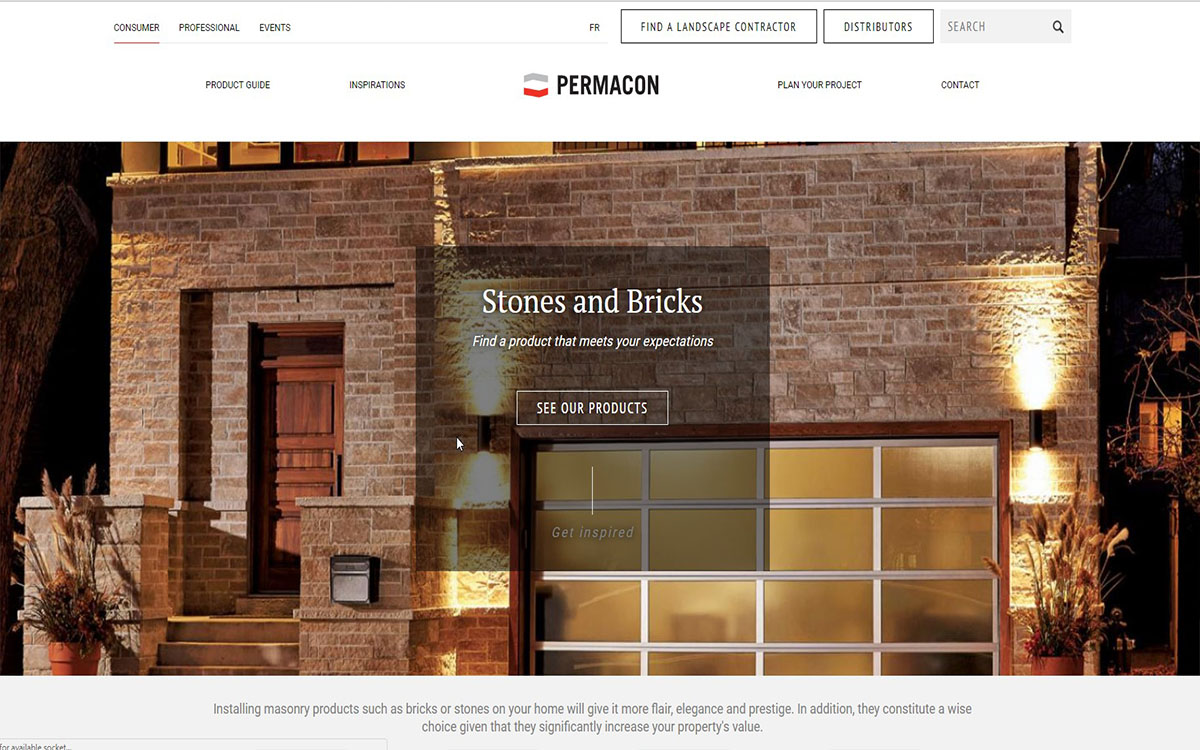 CONSUMER PROFESSIONAL EVENTS FR FIND A LANDSCAPE CONTRACTOR DISTRIBUTORS SEARCH
PRODUCT GUIDE INSPIRATIONS PERMACON PLAN YOUR PROJECT CONTACT
Stones and Bricks
Find a product that meets your expectations
SEE OUR PRODUCTS
Get inspired
Installing masonry products such as bricks or stones on your home will give it more flair, elegance and prestige. In addition, they constitute a wise
choice given that they significantly increase your property's value.
for available socket...